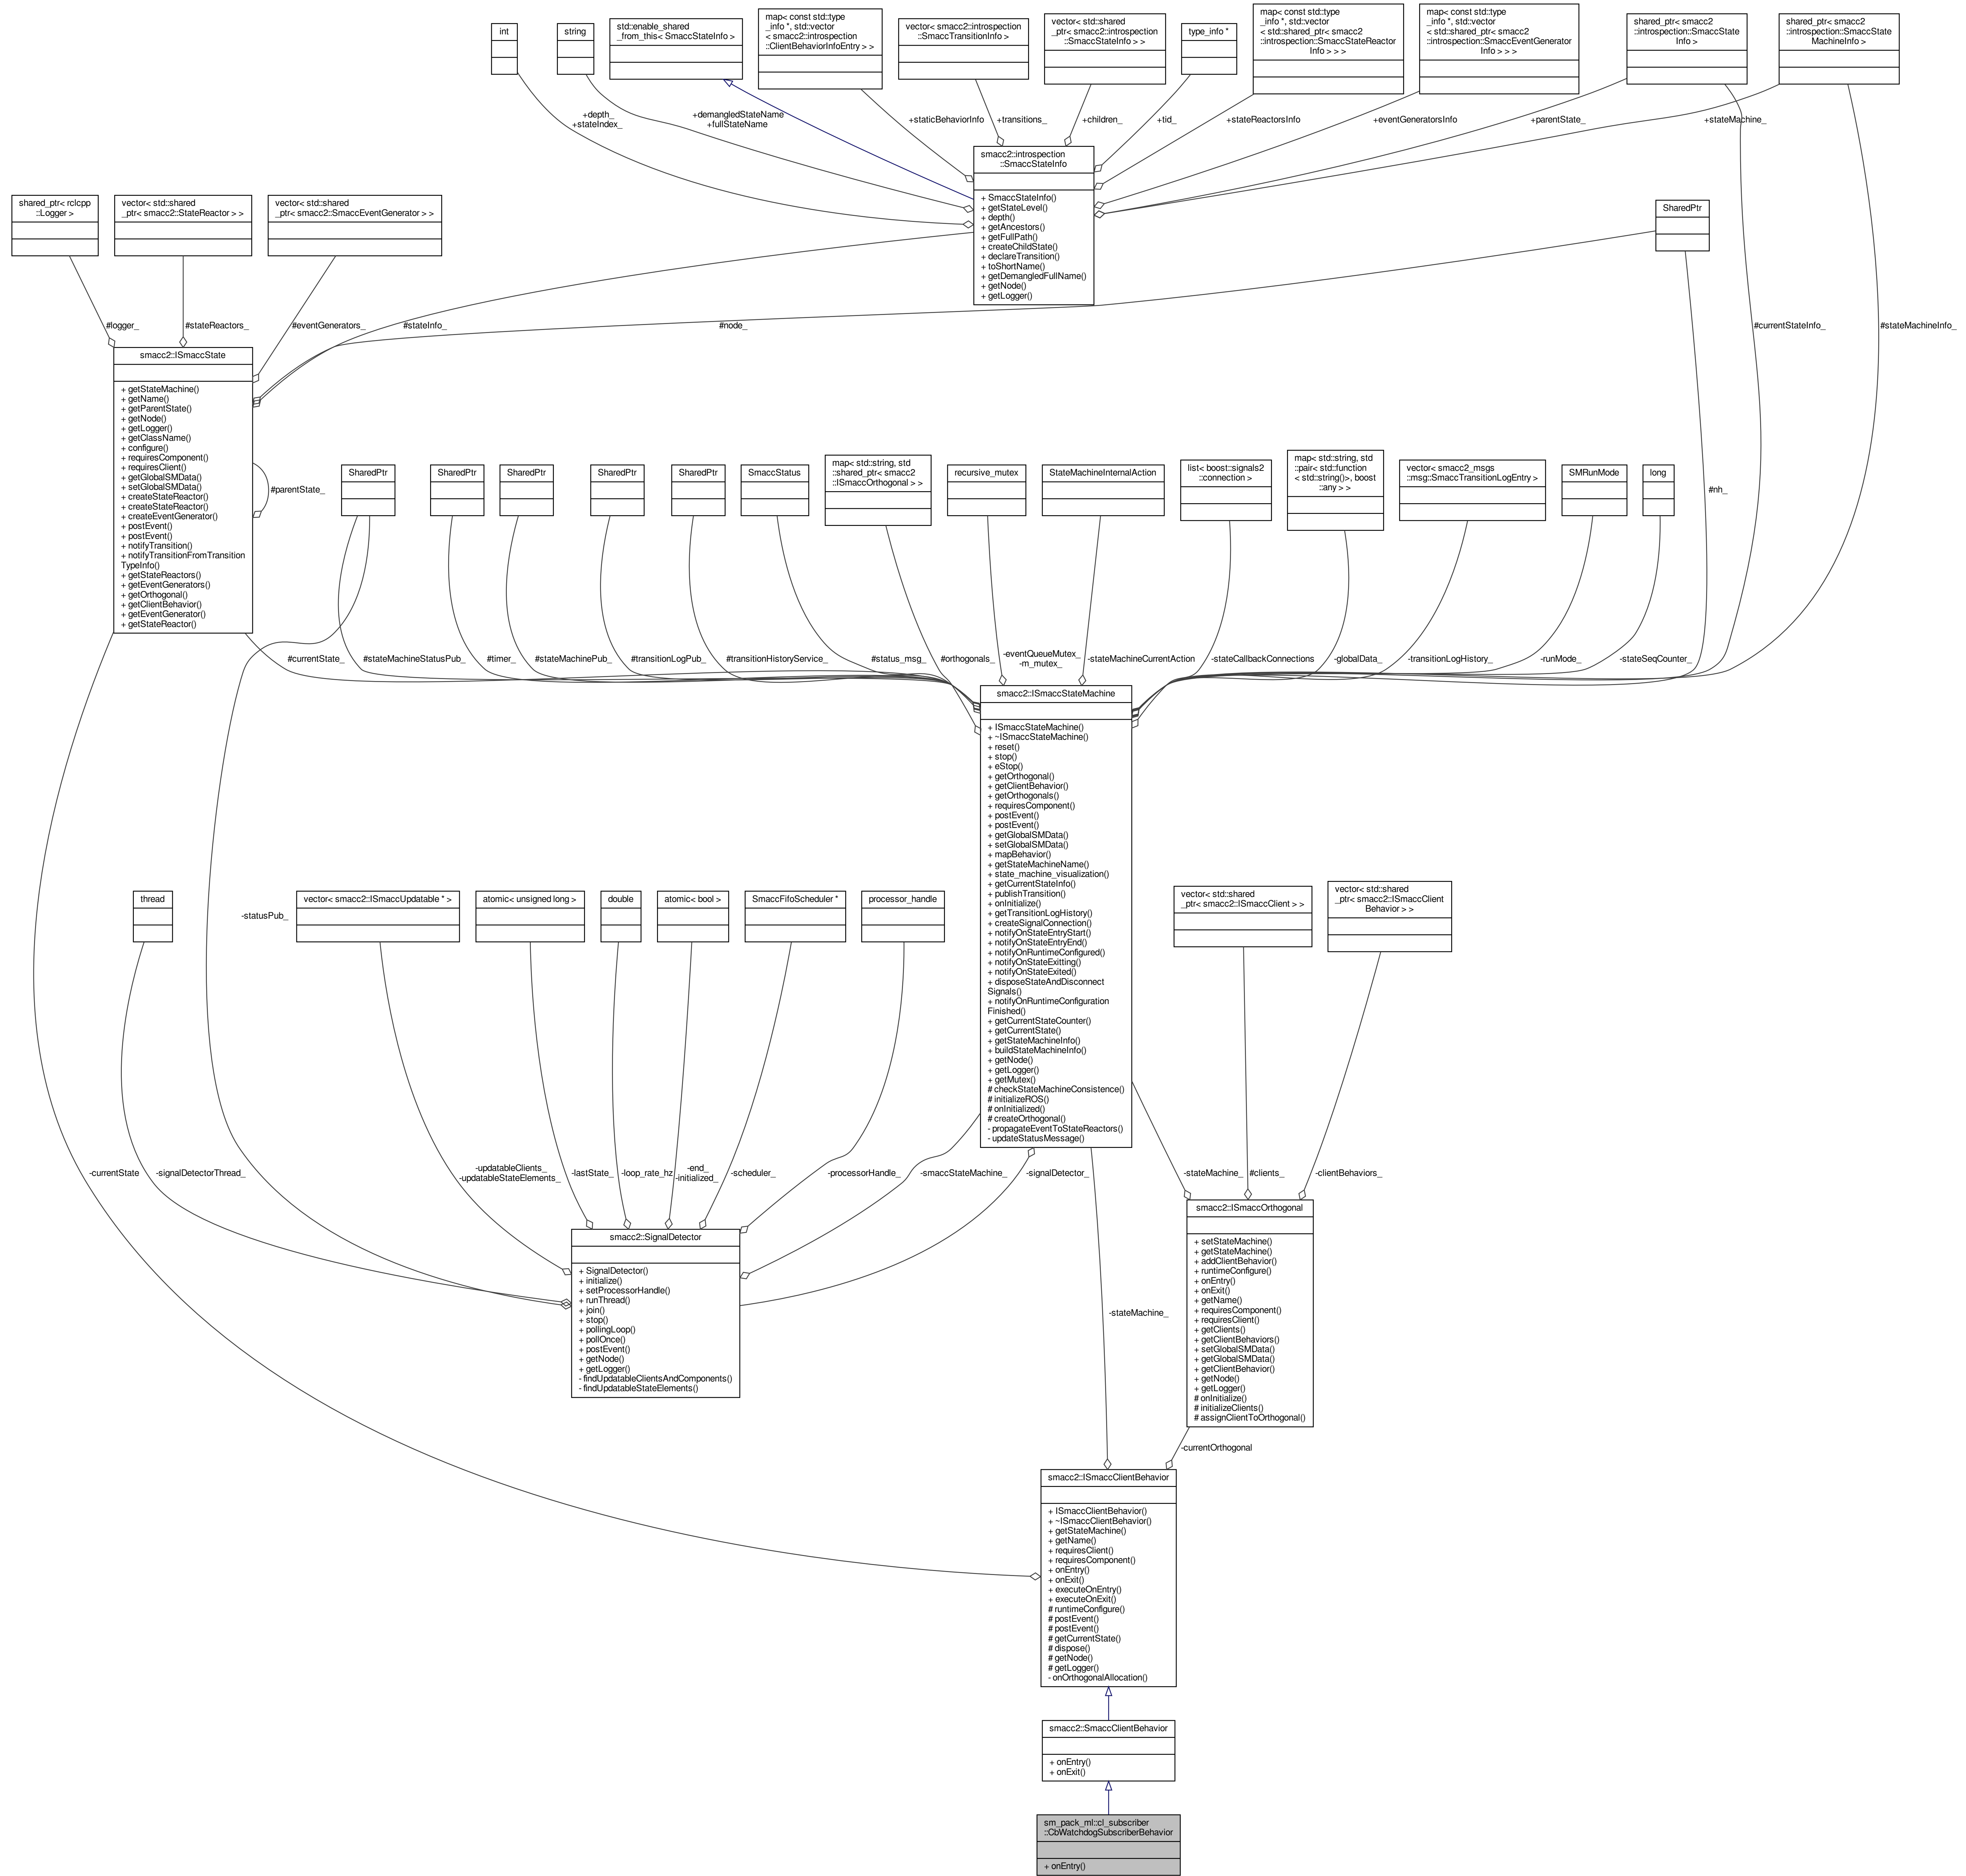 int
string
std::enable_shared
_from_this< SmaccStateInfo >
map< const std::type
_info *, std::vector
< smacc2::introspection
::ClientBehaviorInfoEntry > >
vector< smacc2::introspection
::SmaccTransitionInfo >
vector< std::shared
_ptr< smacc2::introspection
::SmaccStateInfo > >
type_info *
map< const std::type
_info *, std::vector
< std::shared_ptr< smacc2
::introspection::SmaccStateReactor
Info > > >
map< const std::type
_info *, std::vector
< std::shared_ptr< smacc2
::introspection::SmaccEventGenerator
Info > > >
shared_ptr< smacc2
::introspection::SmaccState
Info >
shared_ptr< smacc2
::introspection::SmaccState
MachineInfo >
+depth_
+stateIndex_
+demangledStateName
+fullStateName
+staticBehaviorInfo
+transitions_
+children_
+tid_
+stateReactorsInfo
+eventGeneratorsInfo
+parentState_
+stateMachine_
smacc2::introspection
::SmaccStateInfo
+ SmaccStateInfo()
+ getStateLevel()
+ depth()
+ getAncestors()
+ getFullPath()
+ createChildState()
+ declareTransition()
+ toShortName()
+ getDemangledFullName()
+ getNode()
+ getLogger()
shared_ptr< rclcpp
::Logger >
vector< std::shared
_ptr< smacc2::StateReactor > >
vector< std::shared
_ptr< smacc2::SmaccEventGenerator > >
SharedPtr
#logger_
#stateReactors_
#eventGenerators_
#stateInfo_
#node_
#currentStateInfo_
#stateMachineInfo_
smacc2::ISmaccState
+ getStateMachine()
+ getName()
+ getParentState()
+ getNode()
+ getLogger()
+ getClassName()
+ configure()
+ requiresComponent()
+ requiresClient()
+ getGlobalSMData()
+ setGlobalSMData()
+ createStateReactor()
+ createStateReactor()
+ createEventGenerator()
+ postEvent()
+ postEvent()
+ notifyTransition()
+ notifyTransitionFromTransition
TypeInfo()
+ getStateReactors()
+ getEventGenerators()
+ getOrthogonal()
+ getClientBehavior()
+ getEventGenerator()
+ getStateReactor()
#parentState_
SharedPtr
SharedPtr
SharedPtr
SharedPtr
SharedPtr
SmaccStatus
map< std::string, std
::shared_ptr< smacc2
::ISmaccOrthogonal > >
recursive_mutex
StateMachineInternalAction
list< boost::signals2
::connection >
map< std::string, std
::pair< std::function
< std::string()>, boost
::any > >
vector< smacc2_msgs
::msg::SmaccTransitionLogEntry >
SMRunMode
long
#nh_
#currentState_
#stateMachineStatusPub_
#timer_
#stateMachinePub_
#transitionLogPub_
#transitionHistoryService_
#status_msg_
#orthogonals_
-eventQueueMutex_
-m_mutex_
-stateMachineCurrentAction
-stateCallbackConnections
-globalData_
-transitionLogHistory_
-runMode_
-stateSeqCounter_
smacc2::ISmaccStateMachine
+ ISmaccStateMachine()
+ ~ISmaccStateMachine()
+ reset()
+ stop()
+ eStop()
+ getOrthogonal()
+ getClientBehavior()
+ getOrthogonals()
+ requiresComponent()
+ postEvent()
+ postEvent()
+ getGlobalSMData()
+ setGlobalSMData()
+ mapBehavior()
+ getStateMachineName()
+ state_machine_visualization()
+ getCurrentStateInfo()
+ publishTransition()
+ onInitialize()
+ getTransitionLogHistory()
+ createSignalConnection()
+ notifyOnStateEntryStart()
+ notifyOnStateEntryEnd()
+ notifyOnRuntimeConfigured()
+ notifyOnStateExitting()
+ notifyOnStateExited()
+ disposeStateAndDisconnect
Signals()
+ notifyOnRuntimeConfiguration
Finished()
+ getCurrentStateCounter()
+ getCurrentState()
+ getStateMachineInfo()
+ buildStateMachineInfo()
+ getNode()
+ getLogger()
+ getMutex()
# checkStateMachineConsistence()
# initializeROS()
# onInitialized()
# createOrthogonal()
- propagateEventToStateReactors()
- updateStatusMessage()
thread
-statusPub_
vector< smacc2::ISmaccUpdatable * >
atomic< unsigned long >
double
atomic< bool >
SmaccFifoScheduler *
processor_handle
vector< std::shared
_ptr< smacc2::ISmaccClient > >
vector< std::shared
_ptr< smacc2::ISmaccClient
Behavior > >
-currentState
-signalDetectorThread_
-updatableClients_
-updatableStateElements_
-lastState_
-loop_rate_hz
-end_
-initialized_
-scheduler_
-processorHandle_
-smaccStateMachine_
-signalDetector_
-stateMachine_
#clients_
-clientBehaviors_
smacc2::SignalDetector
+ SignalDetector()
+ initialize()
+ setProcessorHandle()
+ runThread()
+ join()
+ stop()
+ pollingLoop()
+ pollOnce()
+ postEvent()
+ getNode()
+ getLogger()
- findUpdatableClientsAndComponents()
- findUpdatableStateElements()
smacc2::ISmaccOrthogonal
+ setStateMachine()
+ getStateMachine()
+ addClientBehavior()
+ runtimeConfigure()
+ onEntry()
+ onExit()
+ getName()
+ requiresComponent()
+ requiresClient()
+ getClients()
+ getClientBehaviors()
+ setGlobalSMData()
+ getGlobalSMData()
+ getClientBehavior()
+ getNode()
+ getLogger()
# onInitialize()
# initializeClients()
# assignClientToOrthogonal()
-stateMachine_
-currentOrthogonal
smacc2::ISmaccClientBehavior
+ ISmaccClientBehavior()
+ ~ISmaccClientBehavior()
+ getStateMachine()
+ getName()
+ requiresClient()
+ requiresComponent()
+ onEntry()
+ onExit()
+ executeOnEntry()
+ executeOnExit()
# runtimeConfigure()
# postEvent()
# postEvent()
# getCurrentState()
# dispose()
# getNode()
# getLogger()
- onOrthogonalAllocation()
smacc2::SmaccClientBehavior
+ onEntry()
+ onExit()
sm_pack_ml::cl_subscriber
::CbWatchdogSubscriberBehavior
+ onEntry()